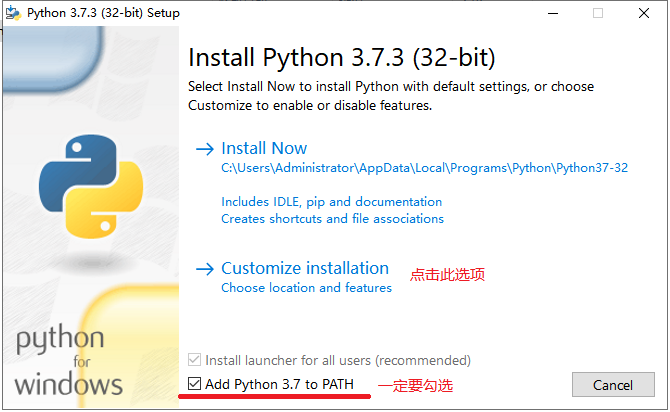 Python 3.7.3 (32-bit) Setup
Install Python 3.7.3 (32-bit)
Select Install Now to install Python with default settings, or choose
Customize to enable or disable features.
Install Now
C:\Users\Administrator\AppData\Local\Programs\Python\Python37-32
Includes IDLE, pip and documentation
Creates shortcuts and file associations
Customize installation 点击此选项
Choose location and features
Install launcher for all users (recommended)
Add Python 3.7 to PATH 一定要勾选
Cancel
python
for
windows